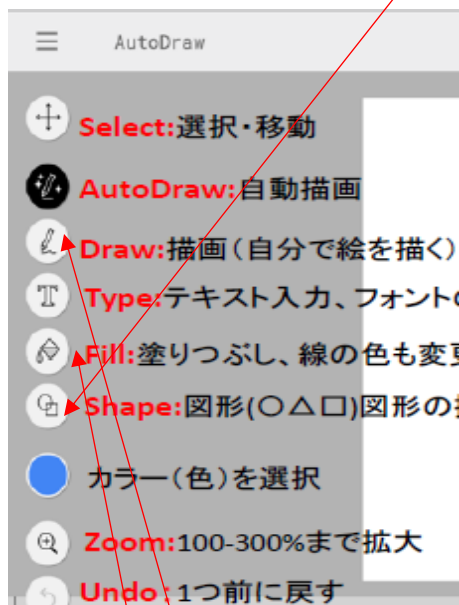 AutoDraw
Select:選択・移動
AutoDraw:自動描画
Draw:描画(自分で絵を描く)
Type:テキスト入力、フォント
Fill:塗りつぶし、線の色も変
Shape:図形(〇△□)図形の
カラー(色)を選択
Zoom:100-300%まで拡大
Undo:1つ前に戻す